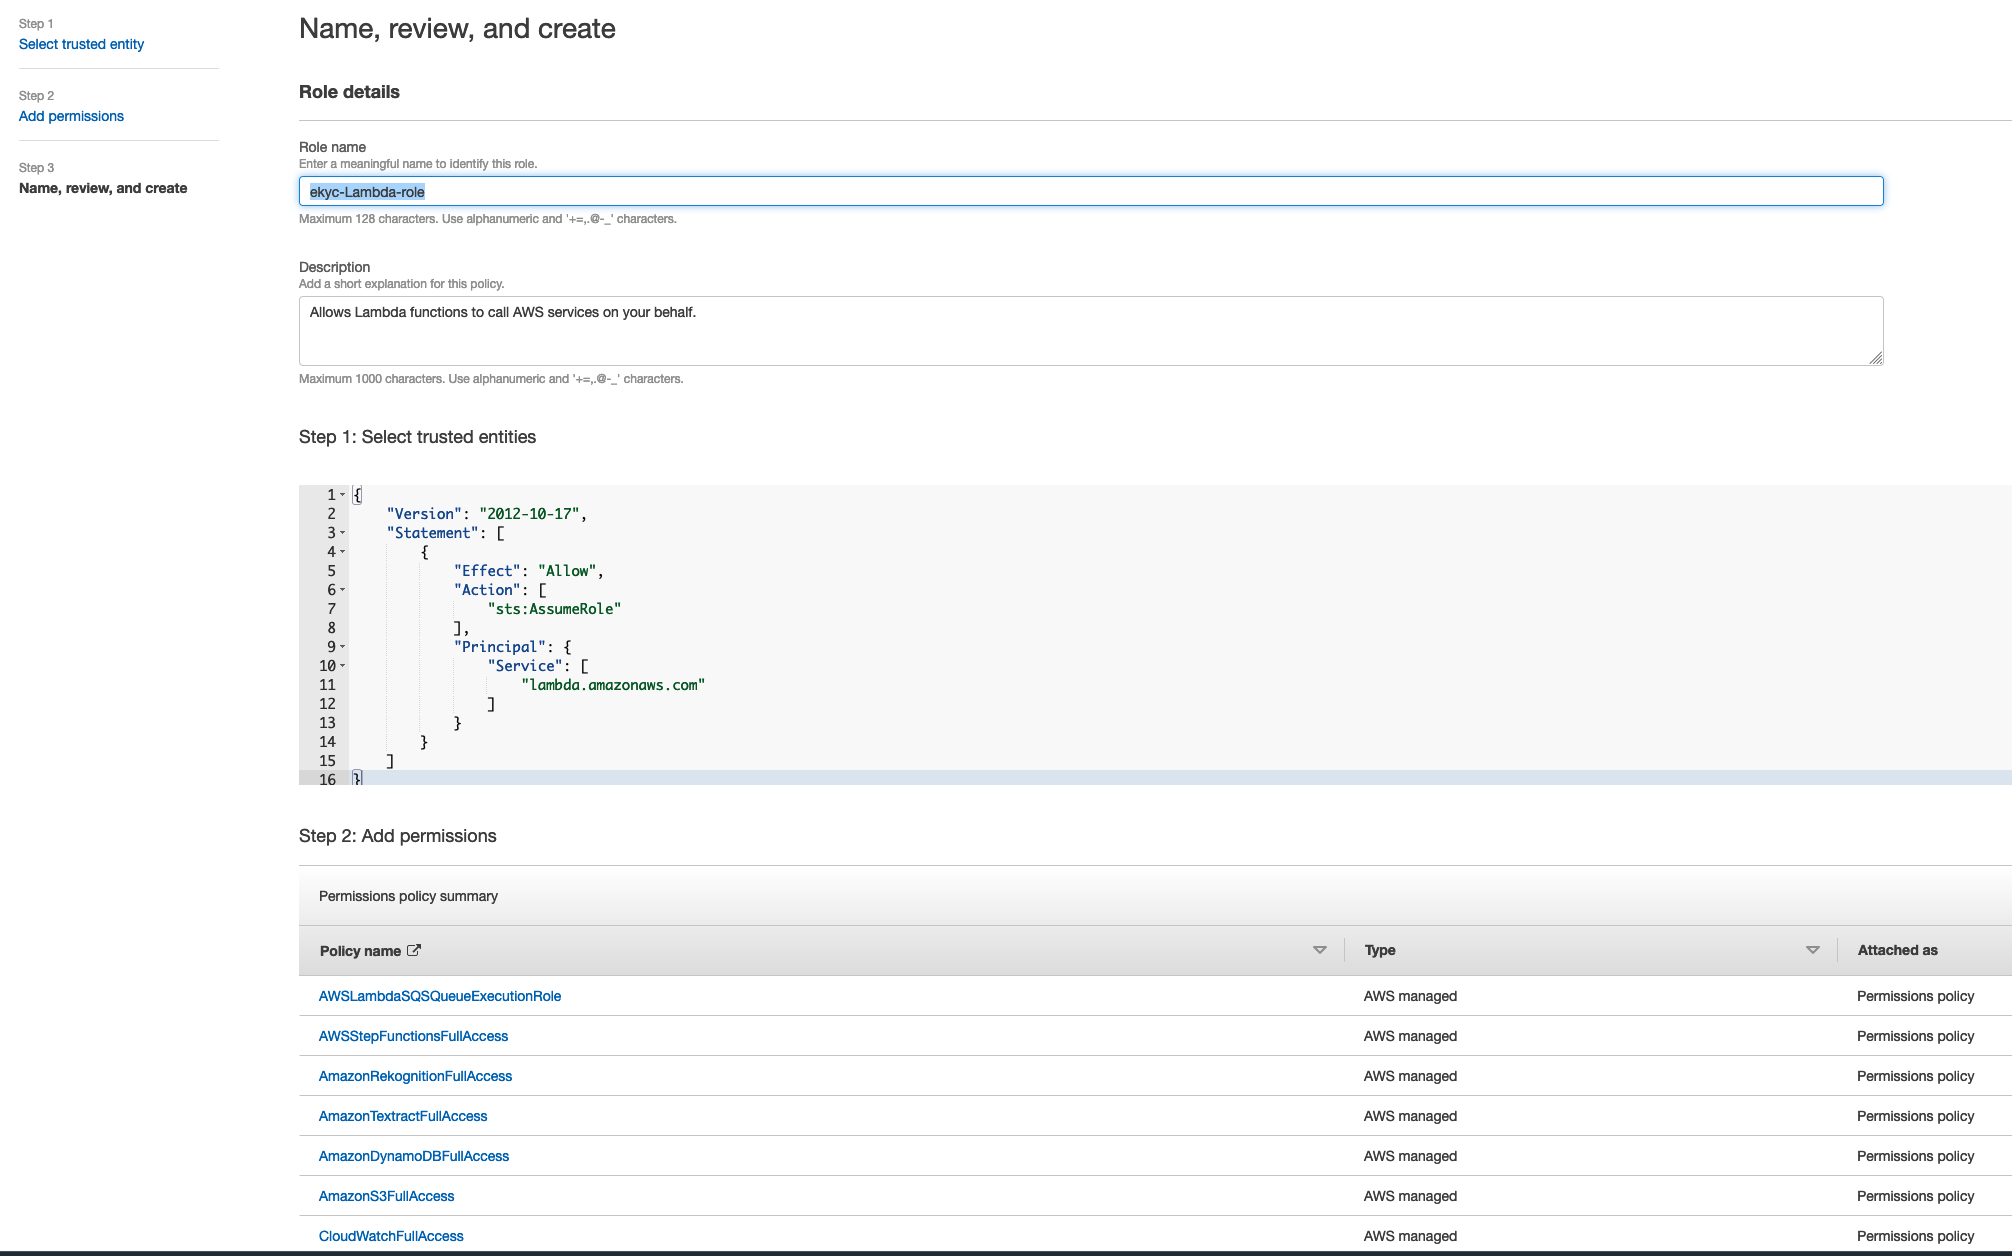 Step 1
Select trusted entity
Step 2
Add permissions
Step 3
Name, review, and create
Name, review, and create
Role details
Role name
Enter a meaningful name to identify this role.
ekyc-Lambda-role
Maximum 128 characters. Use alphanumeric and '+=,.@-_' characters.
Description
Add a short explanation for this policy.
Allows Lambda functions to call AWS services on your behalf.
Maximum 1000 characters. Use alphanumeric and '+=,.@-_' characters.
Step 1: Select trusted entities
1 {
2 "Version": "2012-10-17",
3 "Statement": [
4 {
5 "Effect": "Allow",
6 "Action": [
7 "sts:AssumeRole"
8 ],
9 "Principal": {
10 "Service": [
11 "lambda.amazonaws.com"
12 ]
13 }
14 }
15 ]
16 }
Step 2: Add permissions
Permissions policy summary
Policy name Type Attached as
AWSLambdaSQSQueueExecutionRole AWS managed Permissions policy
AWSStepFunctionsFullAccess AWS managed Permissions policy
AmazonRekognitionFullAccess AWS managed Permissions policy
AmazonTextractFullAccess AWS managed Permissions policy
AmazonDynamoDBFullAccess AWS managed Permissions policy
AmazonS3FullAccess AWS managed Permissions policy
CloudWatchFullAccess AWS managed Permissions policy